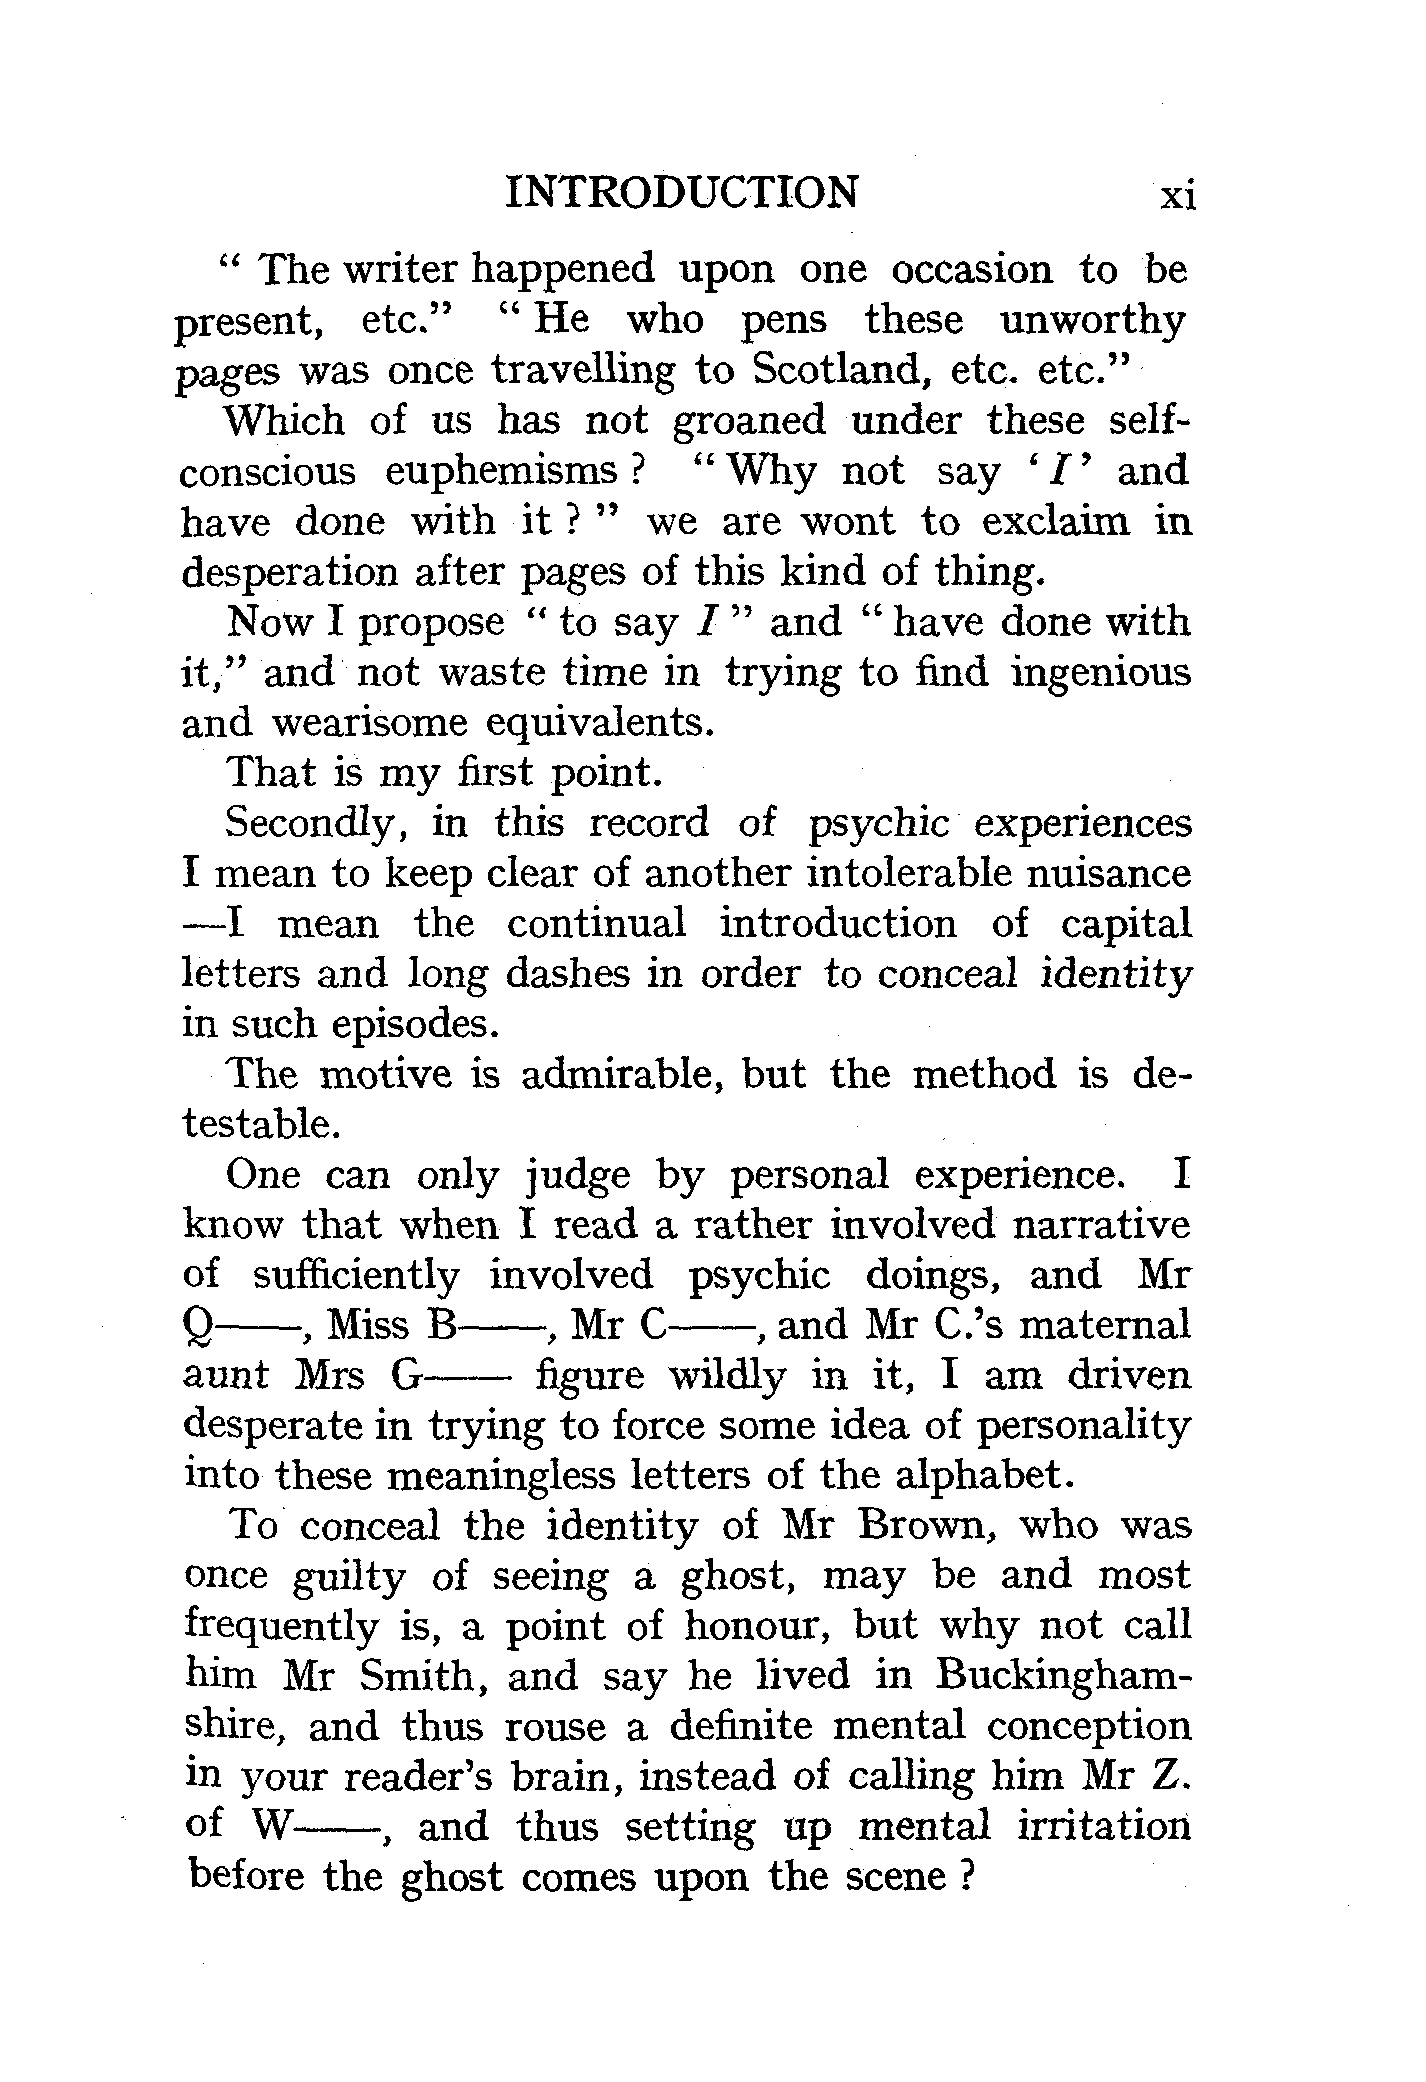 INTRODUCTION xi
“ The writer happened upon one occasion to be
present, etc.” “ He who pens these unworthy
pages was once travelling to Scotland, etc. etc.”
Which of us has not groaned under these self-
conscious euphemisms ? “ Why not say ‘ I ’ and
have done with it ? ” we are wont to exclaim in
desperation after pages of this kind of thing.
Now I propose “ to say I ” and “ have done with
it,” and not waste time in trying to find ingenious
and wearisome equivalents.
That is my first point.
Secondly, in this record of psychic experiences
I mean to keep clear of another intolerable nuisance
—I mean the continual introduction of capital
letters and long dashes in order to conceal identity
in such episodes.
The motive is admirable, but the method is de-
testable.
One can only judge by personal experience. I
know that when I read a rather involved narrative
of sufficiently involved psychic doings, and Mr
Q——, Miss B——, Mr C——, and Mr C.’s maternal
aunt Mrs G—— figure wildly in it, I am driven
desperate in trying to force some idea of personality
into these meaningless letters of the alphabet.
To conceal the identity of Mr Brown, who was
once guilty of seeing a ghost, may be and most
frequently is, a point of honour, but why not call
him Mr Smith, and say he lived in Buckingham-
shire, and thus rouse a definite mental conception
in your reader’s brain, instead of calling him Mr Z.
of W——, and thus setting up mental irritation
before the ghost comes upon the scene ?